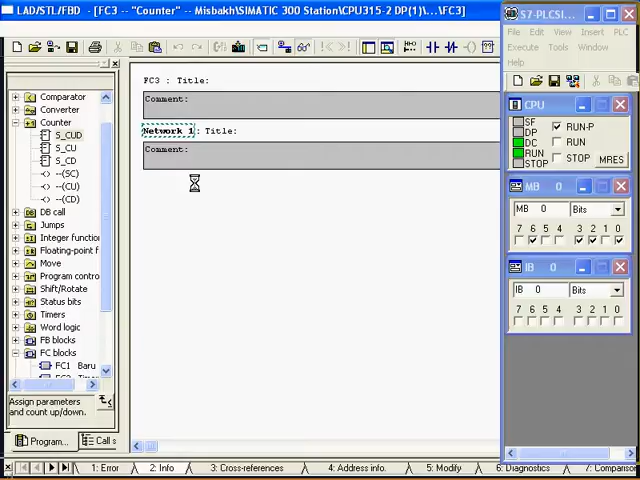 LAD/STL/FBD - [FC3 -- "Counter" -- Misbakh\SIMATIC 300 Station\CPU315-2 DP(1)\...\FC3]
S7-PLCSI...
File Edit View Insert PLC
Execute Tools Window
Help
Comparator
Converter
Counter
S_CUD
S_CU
S_CD
--(SC)
--(CU)
--(CD)
DB call
Jumps
Integer function
Floating-point f
Move
Program contro
Shift/Rotate
Status bits
Timers
Word logic
FB blocks
FC blocks
FC1 Baru
Assign parameters
and count up/down.
Program...
Call s
FC3 : Title:
Comment:
Network 1: Title:
Comment:
CPU
SF
DP
DC
RUN
STOP
RUN-P
RUN
STOP
MRES
MB 0
MB 0 Bits
7 6 5 4 3 2 1 0
IB 0
IB 0 Bits
7 6 5 4 3 2 1 0
1: Error 2: Info 3: Cross-references 4: Address info. 5: Modify 6: Diagnostics 7: Comparison